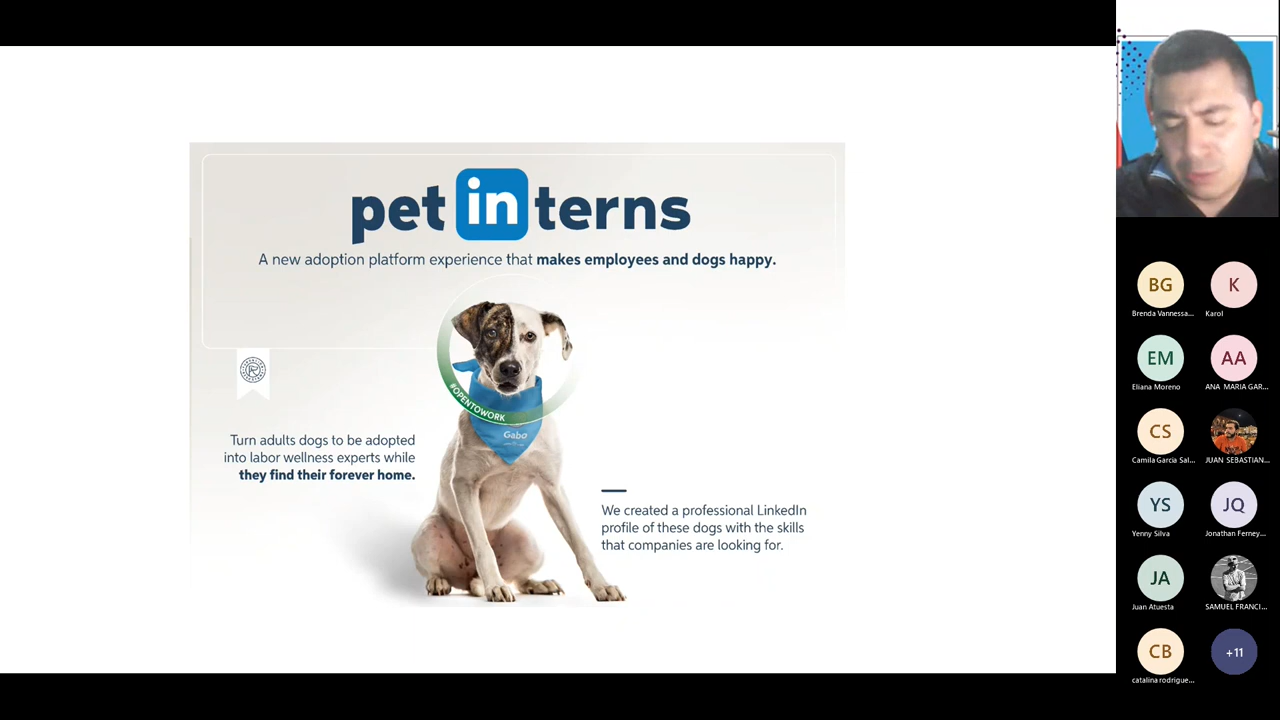 pet in terns
A new adoption platform experience that makes employees and dogs happy.
#OPENTOWORK
Gabo
Turn adults dogs to be adopted
into labor wellness experts while
they find their forever home.
We created a professional LinkedIn
profile of these dogs with the skills
that companies are looking for.
BG
Brenda Vannessa...
K
Karol
EM
Eliana Moreno
AA
ANA MARIA GAR...
CS
Camila Garcia Sal...
JUAN SEBASTIAN...
YS
Yenny Silva
JQ
Jonathan Ferney...
JA
Juan Atuesta
SAMUEL FRANCI...
CB
catalina rodrigue...
+11